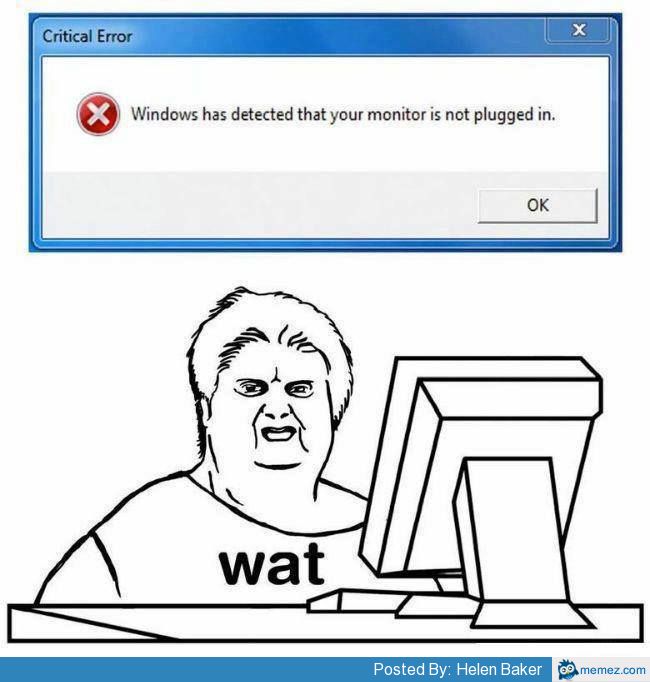 Critical Error
Windows has detected that your monitor is not plugged in.
OK
wat
Posted By: Helen Baker
memez.com